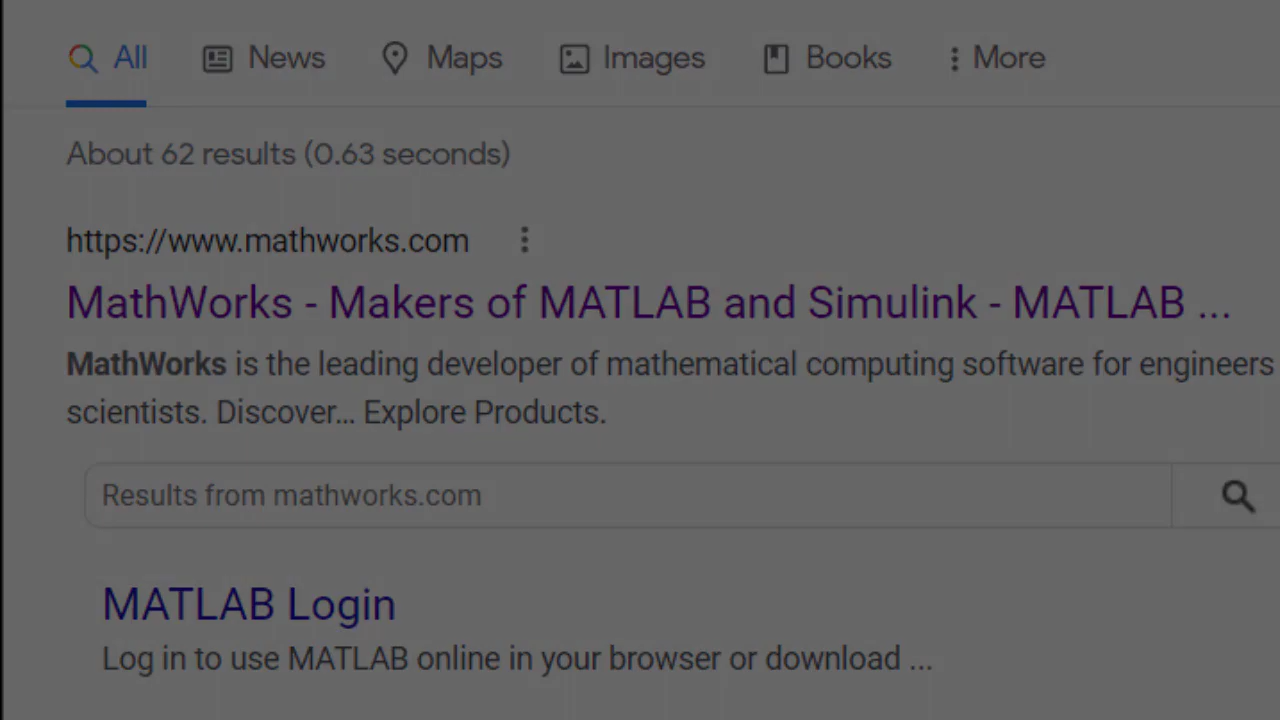 All News Maps Images Books More
About 62 results (0.63 seconds)
https://www.mathworks.com
MathWorks - Makers of MATLAB and Simulink - MATLAB ...
MathWorks is the leading developer of mathematical computing software for engineers
scientists. Discover... Explore Products.
Results from mathworks.com
MATLAB Login
Log in to use MATLAB online in your browser or download ...